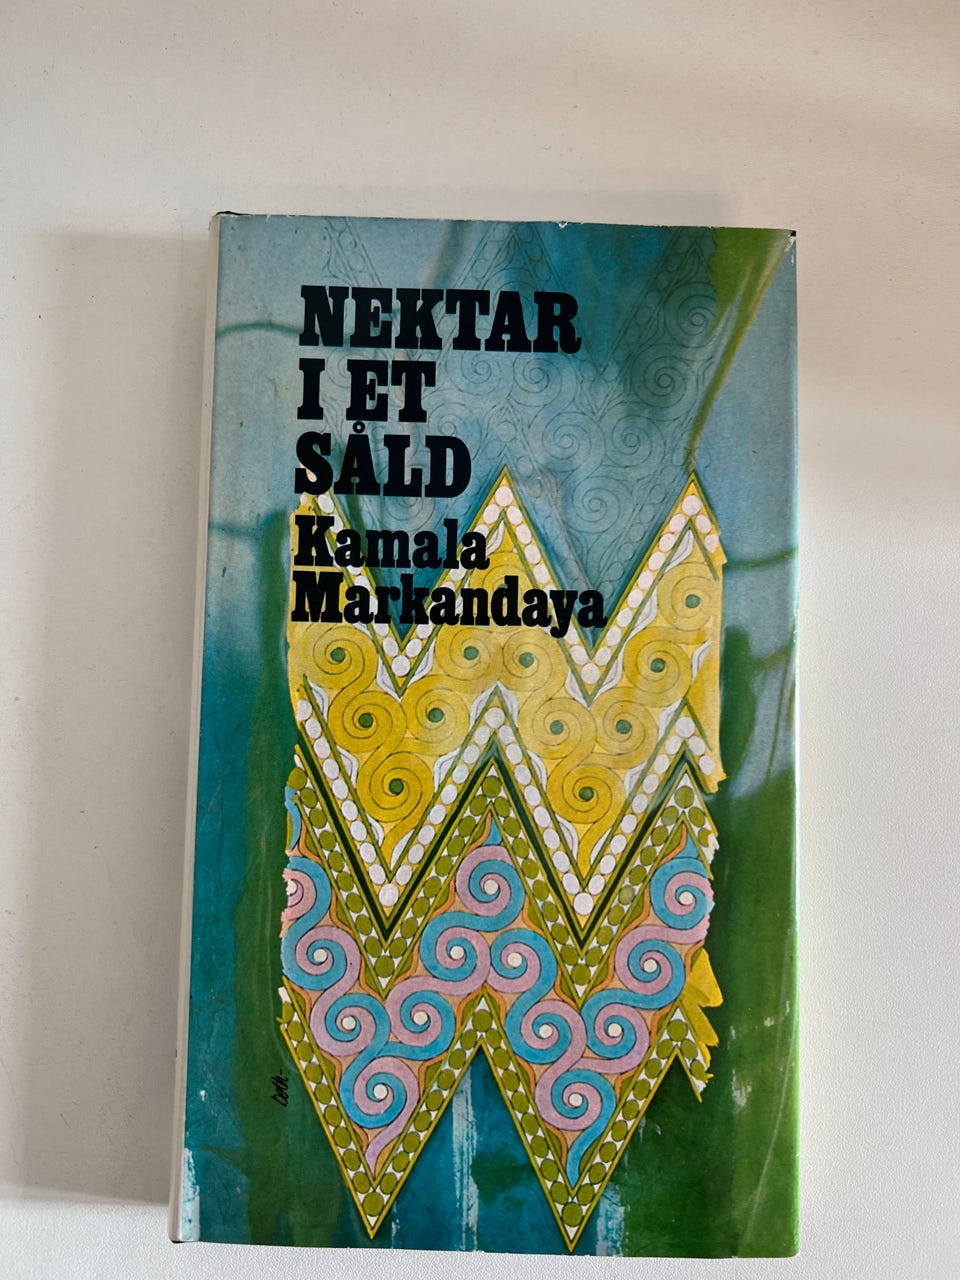 NEKTAR
I ET
SÅLD
Kamala
Markandaya